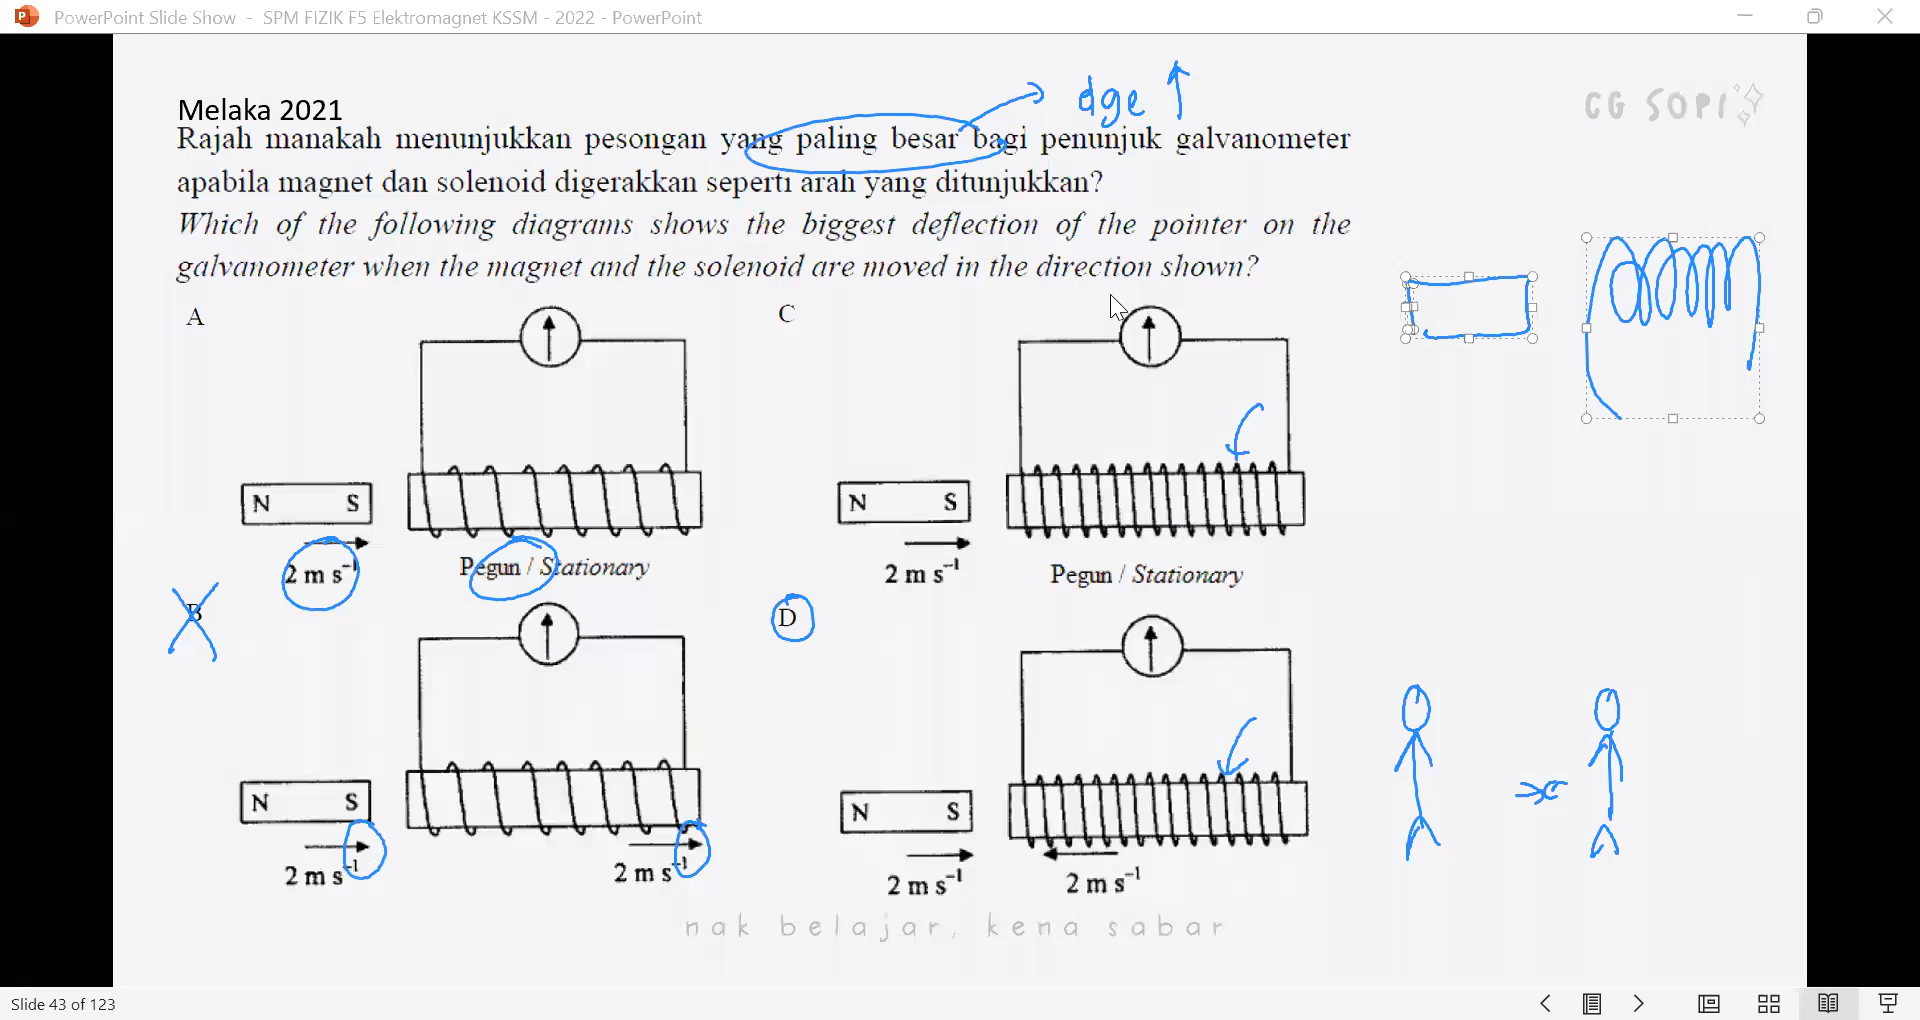 PowerPoint Slide Show - SPM FIZIK F5 Elektromagnet KSSM - 2022 - PowerPoint
dge ↑
CG SOPI
Melaka 2021
Rajah manakah menunjukkan pesongan yang paling besar bagi penunjuk galvanometer
apabila magnet dan solenoid digerakkan seperti arah yang ditunjukkan?
Which of the following diagrams shows the biggest deflection of the pointer on the
galvanometer when the magnet and the solenoid are moved in the direction shown?
A
N S
2 m s⁻¹
Pegun / Stationary
B
N S
2 m s⁻¹
2 m s⁻¹
C
N S
2 m s⁻¹
Pegun / Stationary
D
N S
2 m s⁻¹
2 m s⁻¹
nak belajar, kena sabar
Slide 43 of 123